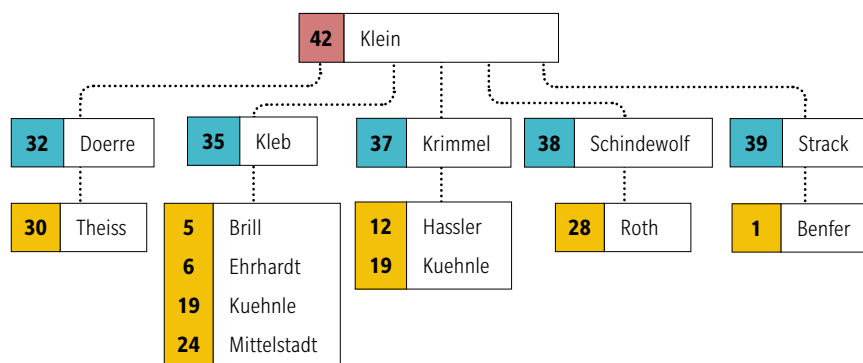 42 Klein
32 Doerre
35 Kleb
37 Krimmel
38 Schindewolf
39 Strack
30 Theiss
5 Brill
6 Ehrhardt
19 Kuehnle
24 Mittelstadt
12 Hassler
19 Kuehnle
28 Roth
1 Benfer